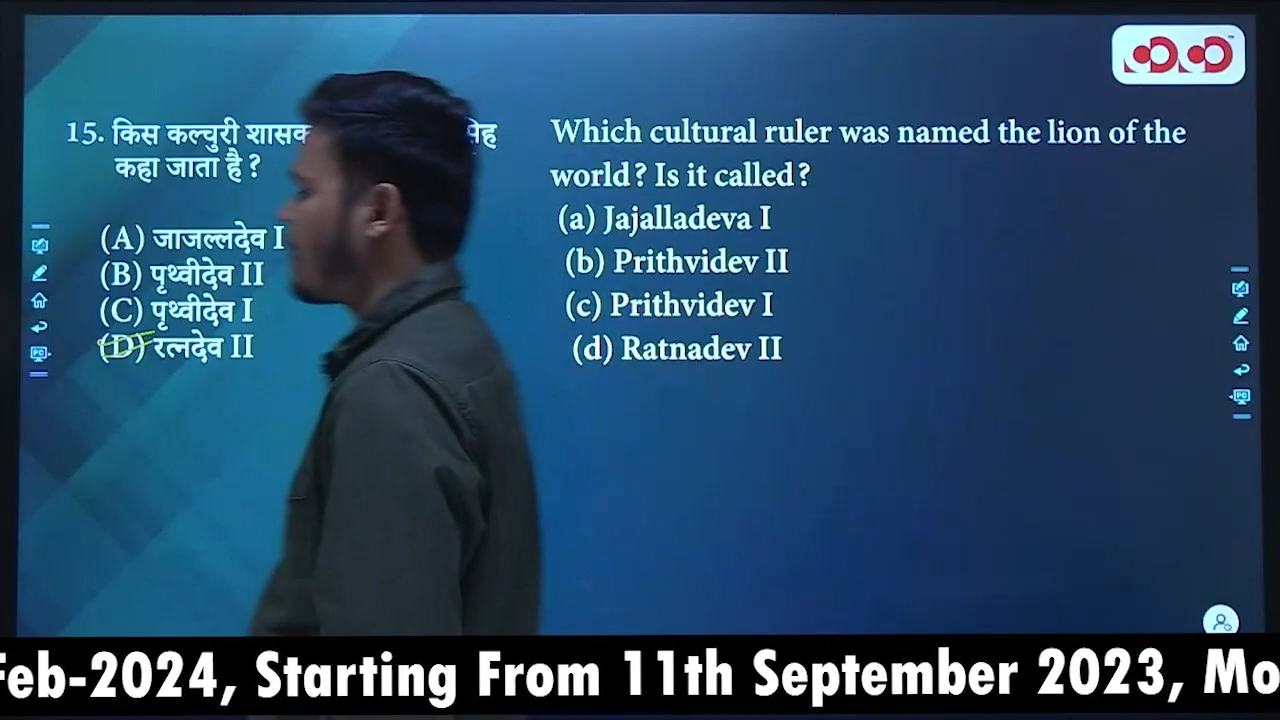 15. किस कल्चुरी शासक
कहा जाता है ?
(A) जाजल्लदेव I
(B) पृथ्वीदेव II
(C) पृथ्वीदेव I
(D) रत्नदेव II
Which cultural ruler was named the lion of the
world? Is it called?
(a) Jajalladeva I
(b) Prithvidev II
(c) Prithvidev I
(d) Ratnadev II
Feb-2024, Starting From 11th September 2023, Mo